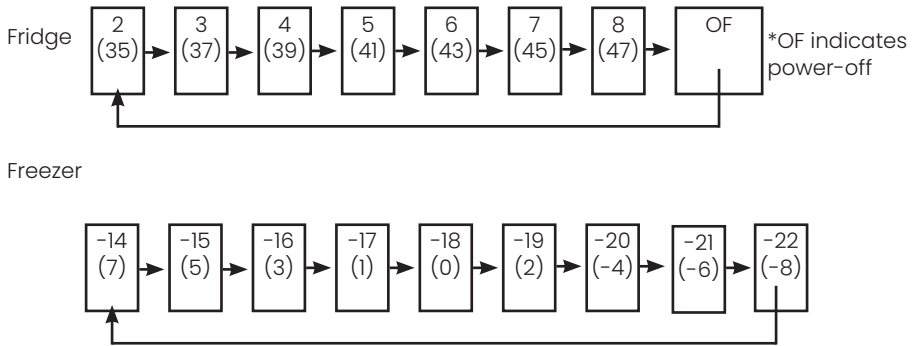 Fridge
2 3 4 5 6 7 8 OF
(35) (37) (39) (41) (43) (45) (47)
*OF indicates
power-off
Freezer
-14 -15 -16 -17 -18 -19 -20 -21 -22
(7) (5) (3) (1) (0) (2) (-4) (-6) (-8)